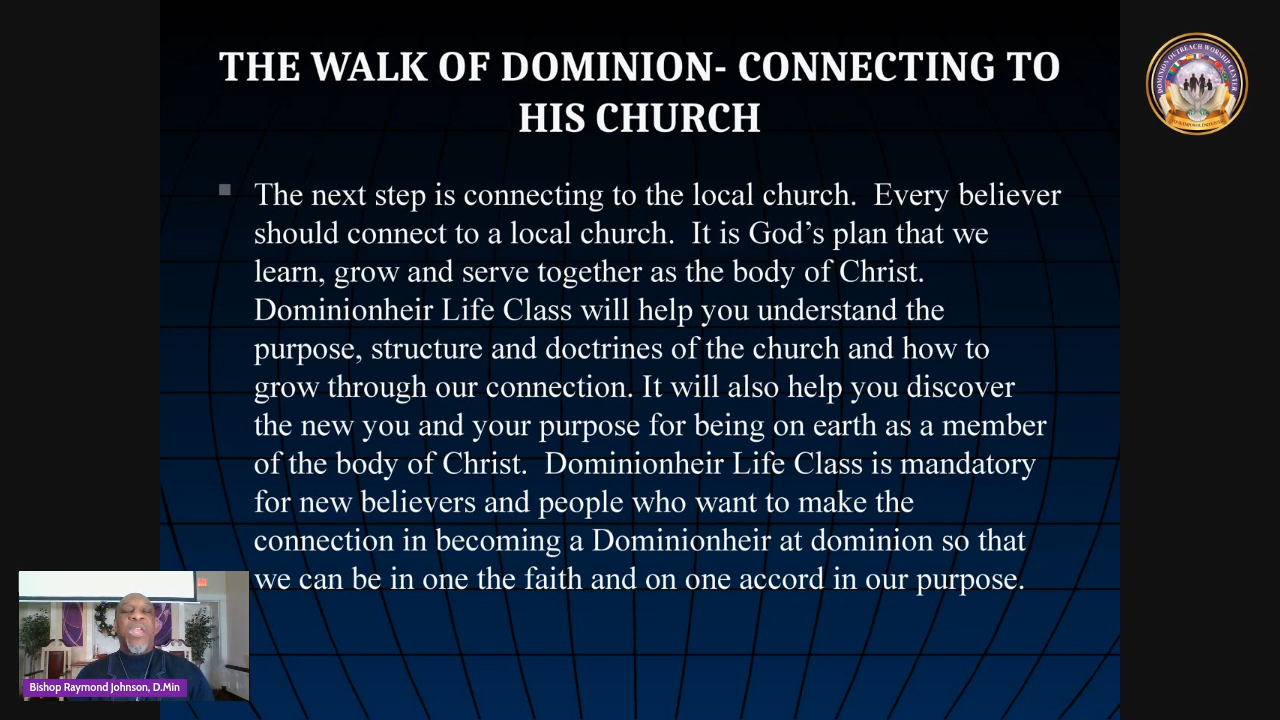 THE WALK OF DOMINION- CONNECTING TO
HIS CHURCH
The next step is connecting to the local church.  Every believer
should connect to a local church.  It is God’s plan that we
learn, grow and serve together as the body of Christ.
Dominionheir Life Class will help you understand the
purpose, structure and doctrines of the church and how to
grow through our connection. It will also help you discover
the new you and your purpose for being on earth as a member
of the body of Christ.  Dominionheir Life Class is mandatory
for new believers and people who want to make the
connection in becoming a Dominionheir at dominion so that
we can be in one the faith and on one accord in our purpose.
DOMINION OUTREACH WORSHIP CENTER
Bishop Raymond Johnson, D.Min